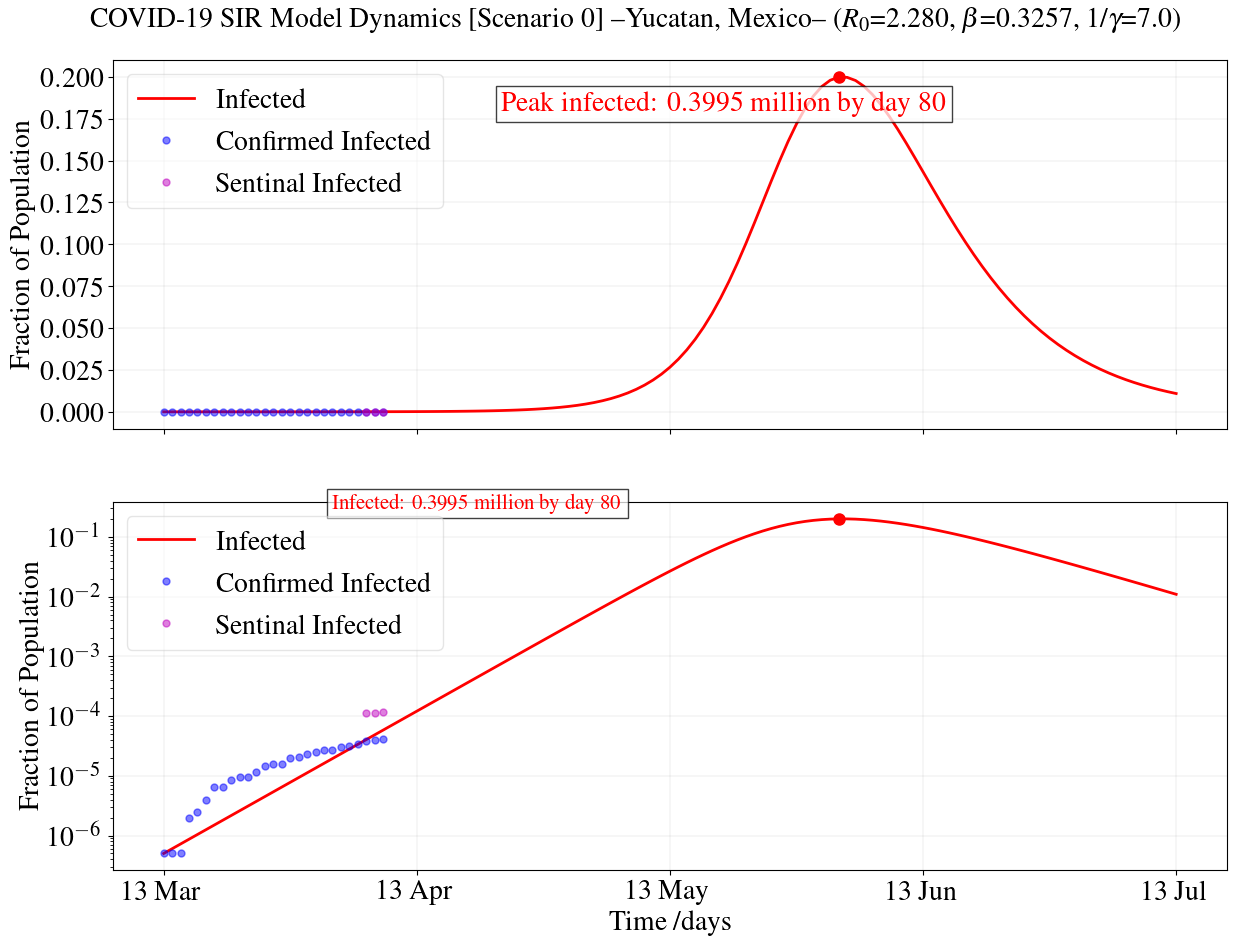 COVID-19 SIR Model Dynamics [Scenario 0] –Yucatan, Mexico– (R₀=2.280, β=0.3257, 1/γ=7.0)
0.200
0.175
0.150
0.125
0.100
0.075
0.050
0.025
0.000
Fraction of Population
Infected
Confirmed Infected
Sentinal Infected
Peak infected: 0.3995 million by day 80
Infected: 0.3995 million by day 80
10⁻¹
10⁻²
10⁻³
10⁻⁴
10⁻⁵
10⁻⁶
Fraction of Population
Infected
Confirmed Infected
Sentinal Infected
13 Mar 13 Apr 13 May 13 Jun 13 Jul
Time /days